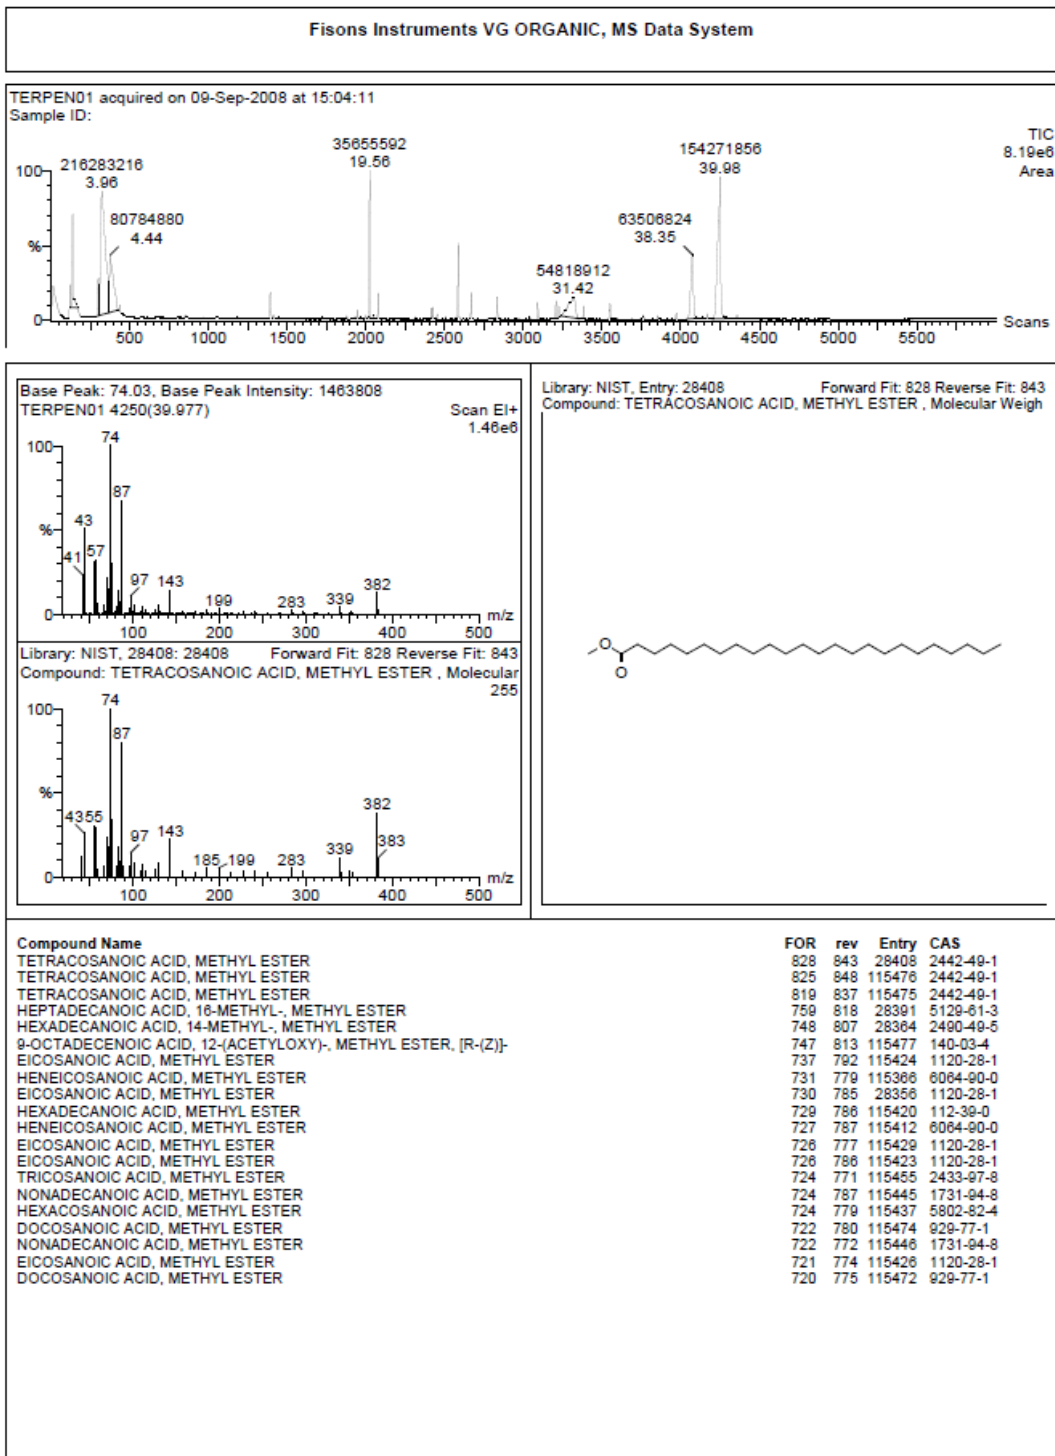 Fisons Instruments VG ORGANIC, MS Data System
TERPEN01 acquired on 09-Sep-2008 at 15:04:11
Sample ID:
TIC
8.19e6
Area
216283216
3.96
80784880
4.44
35655592
19.56
54818912
31.42
63506824
38.35
154271856
39.98
100
%
0
500 1000 1500 2000 2500 3000 3500 4000 4500 5000 5500
Scans
Base Peak: 74.03, Base Peak Intensity: 1463808
TERPEN01 4250(39.977)
Scan EI+
1.46e6
100
%
0
74
87
43
41
57
97
143
199
283
339
382
100 200 300 400 500 m/z
Library: NIST, 28408: 28408 Forward Fit: 828 Reverse Fit: 843
Compound: TETRACOSANOIC ACID, METHYL ESTER , Molecular
255
100
%
0
74
87
4355
97
143
185
199
283
339
382
383
100 200 300 400 500 m/z
Library: NIST, Entry: 28408 Forward Fit: 828 Reverse Fit: 843
Compound: TETRACOSANOIC ACID, METHYL ESTER , Molecular Weigh
O
O
Compound Name FOR rev Entry CAS
TETRACOSANOIC ACID, METHYL ESTER 828 843 28408 2442-49-1
TETRACOSANOIC ACID, METHYL ESTER 825 848 115476 2442-49-1
TETRACOSANOIC ACID, METHYL ESTER 819 837 115475 2442-49-1
HEPTADECANOIC ACID, 16-METHYL-, METHYL ESTER 759 818 28391 5129-61-3
HEXADECANOIC ACID, 14-METHYL-, METHYL ESTER 748 807 28364 2490-49-5
9-OCTADECENOIC ACID, 12-(ACETYLOXY)-, METHYL ESTER, [R-(Z)]- 747 813 115477 140-03-4
EICOSANOIC ACID, METHYL ESTER 737 792 115424 1120-28-1
HENEICOSANOIC ACID, METHYL ESTER 731 779 115366 6064-90-0
EICOSANOIC ACID, METHYL ESTER 730 785 28356 1120-28-1
HEXADECANOIC ACID, METHYL ESTER 729 786 115420 112-39-0
HENEICOSANOIC ACID, METHYL ESTER 727 787 115412 6064-90-0
EICOSANOIC ACID, METHYL ESTER 726 777 115429 1120-28-1
EICOSANOIC ACID, METHYL ESTER 726 786 115423 1120-28-1
TRICOSANOIC ACID, METHYL ESTER 724 771 115455 2433-97-8
NONADECANOIC ACID, METHYL ESTER 724 787 115445 1731-94-8
HEXACOSANOIC ACID, METHYL ESTER 724 779 115437 5802-82-4
DOCOSANOIC ACID, METHYL ESTER 722 780 115474 929-77-1
NONADECANOIC ACID, METHYL ESTER 722 772 115446 1731-94-8
EICOSANOIC ACID, METHYL ESTER 721 774 115426 1120-28-1
DOCOSANOIC ACID, METHYL ESTER 720 775 115472 929-77-1